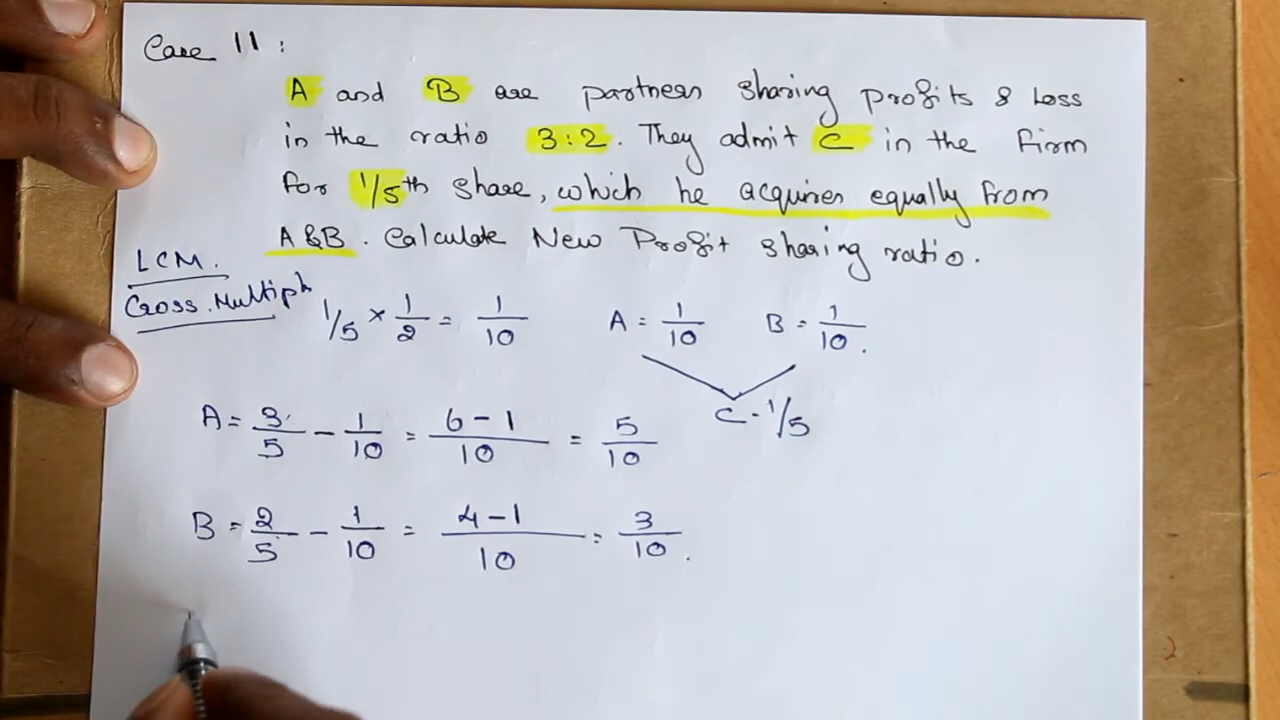 Case 11:
A and B are partners sharing profits & Loss
in the ratio 3:2. They admit C in the firm
for 1/5th share, which he acquires equally from
A&B. Calculate New Profit sharing ratio.
LCM.
Cross.Multiph
1/5 × 1/2 = 1/10 A = 1/10 B = 1/10.
C - 1/5
A = 3/5 - 1/10 = 6-1/10 = 5/10
B = 2/5 - 1/10 = 4-1/10 = 3/10.